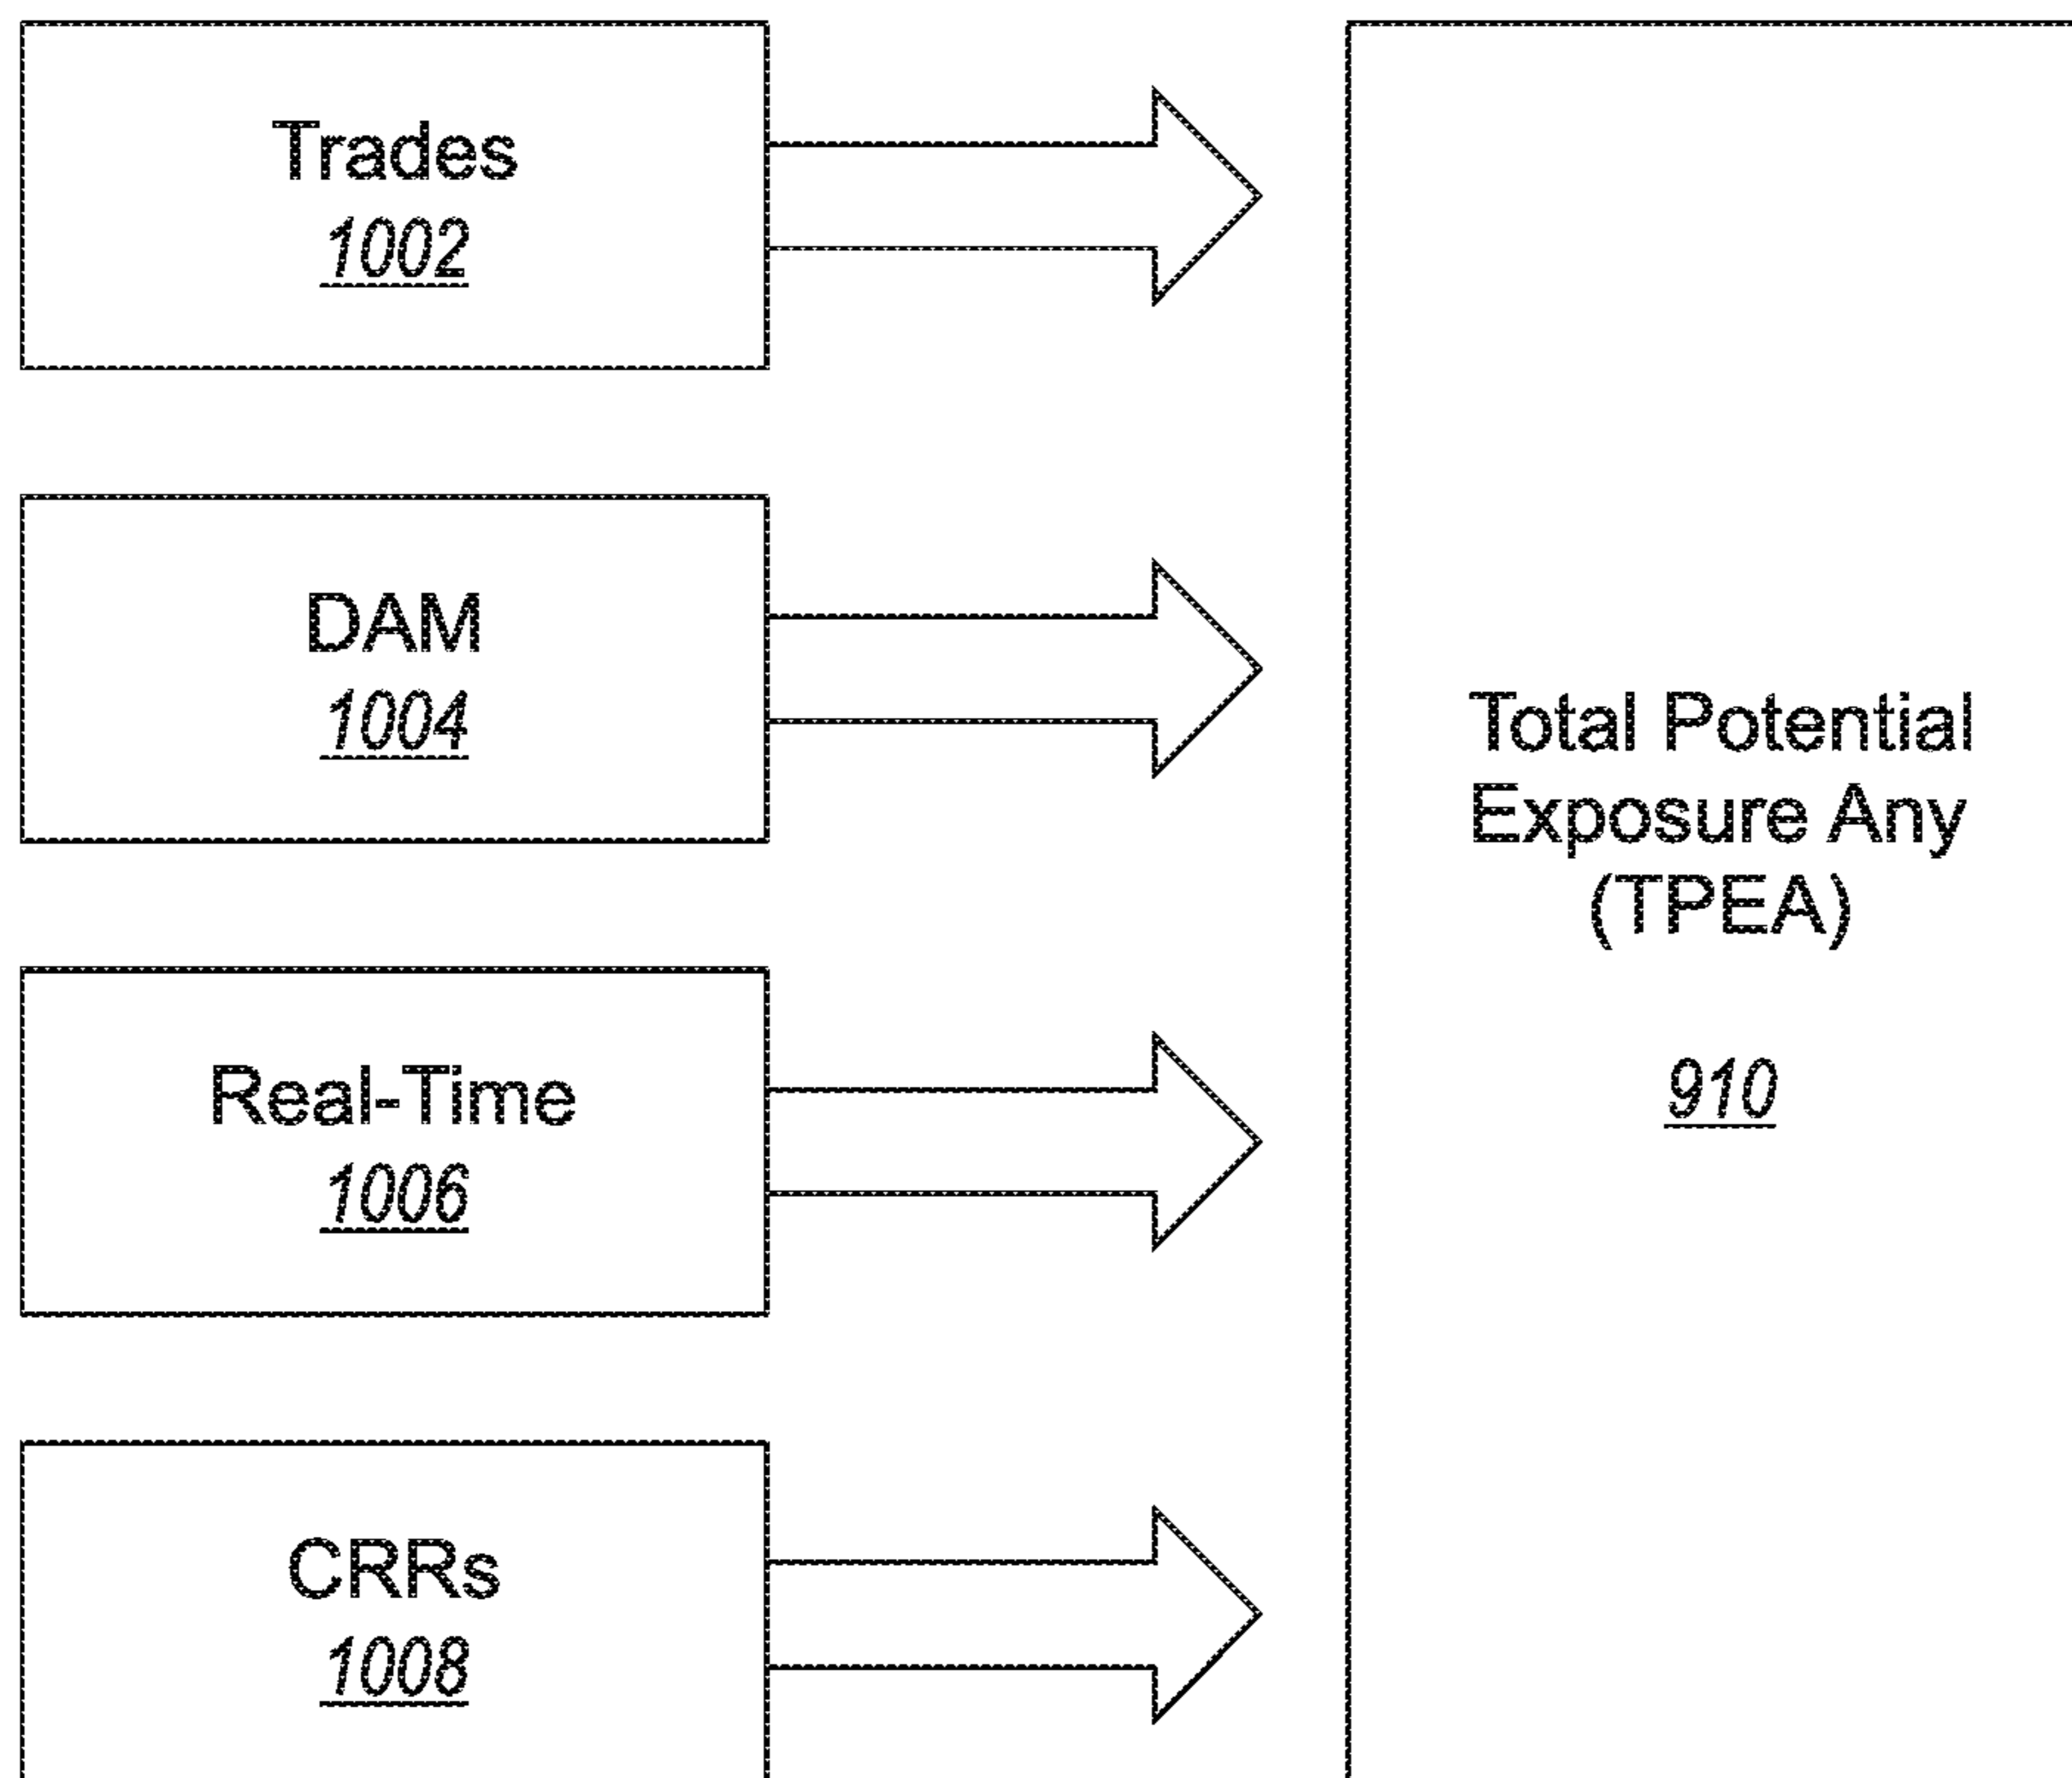 Trades
1002
DAM
1004
Real-Time
1006
CRRs
1008
Total Potential
Exposure Any
(TPEA)
910